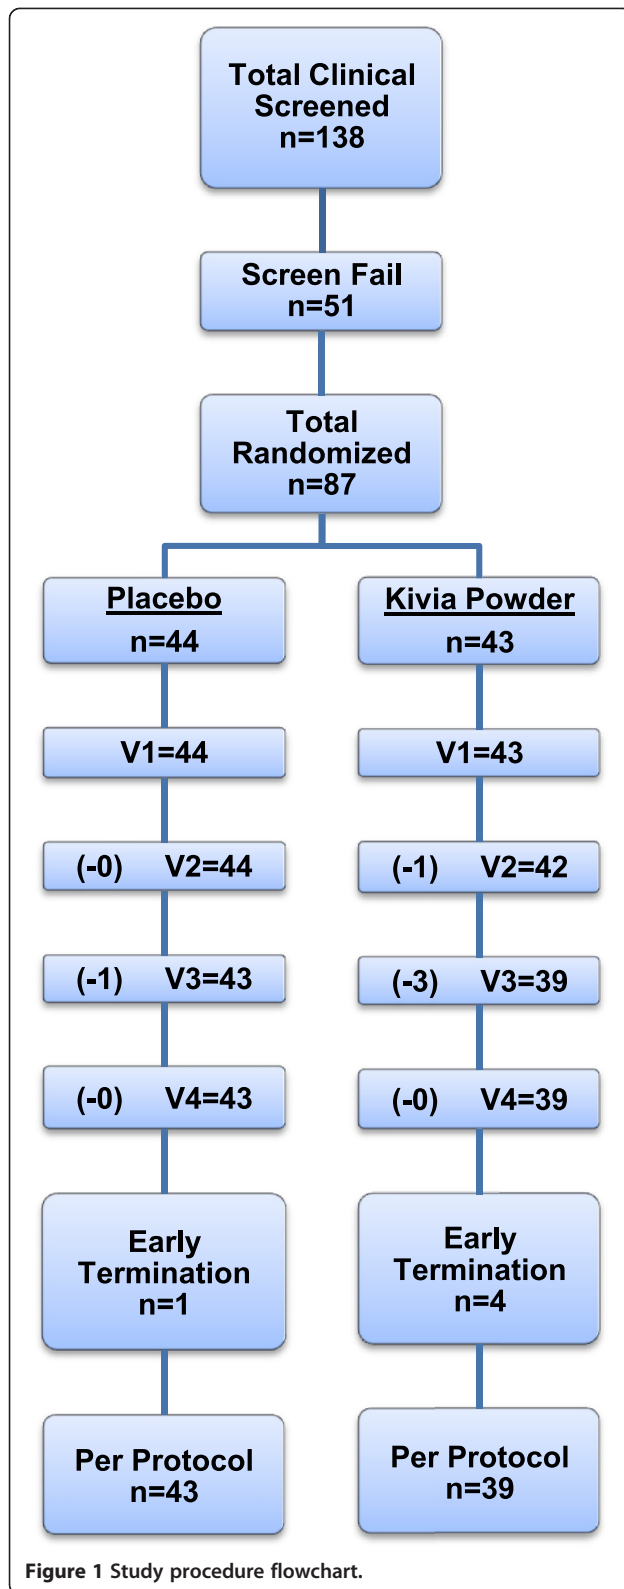 Total Clinical
Screened
n=138
Screen Fail
n=51
Total
Randomized
n=87
Placebo
n=44
Kivia Powder
n=43
V1=44
V1=43
(-0) V2=44
(-1) V2=42
(-1) V3=43
(-3) V3=39
(-0) V4=43
(-0) V4=39
Early
Termination
n=1
Early
Termination
n=4
Per Protocol
n=43
Per Protocol
n=39
Figure 1 Study procedure flowchart.